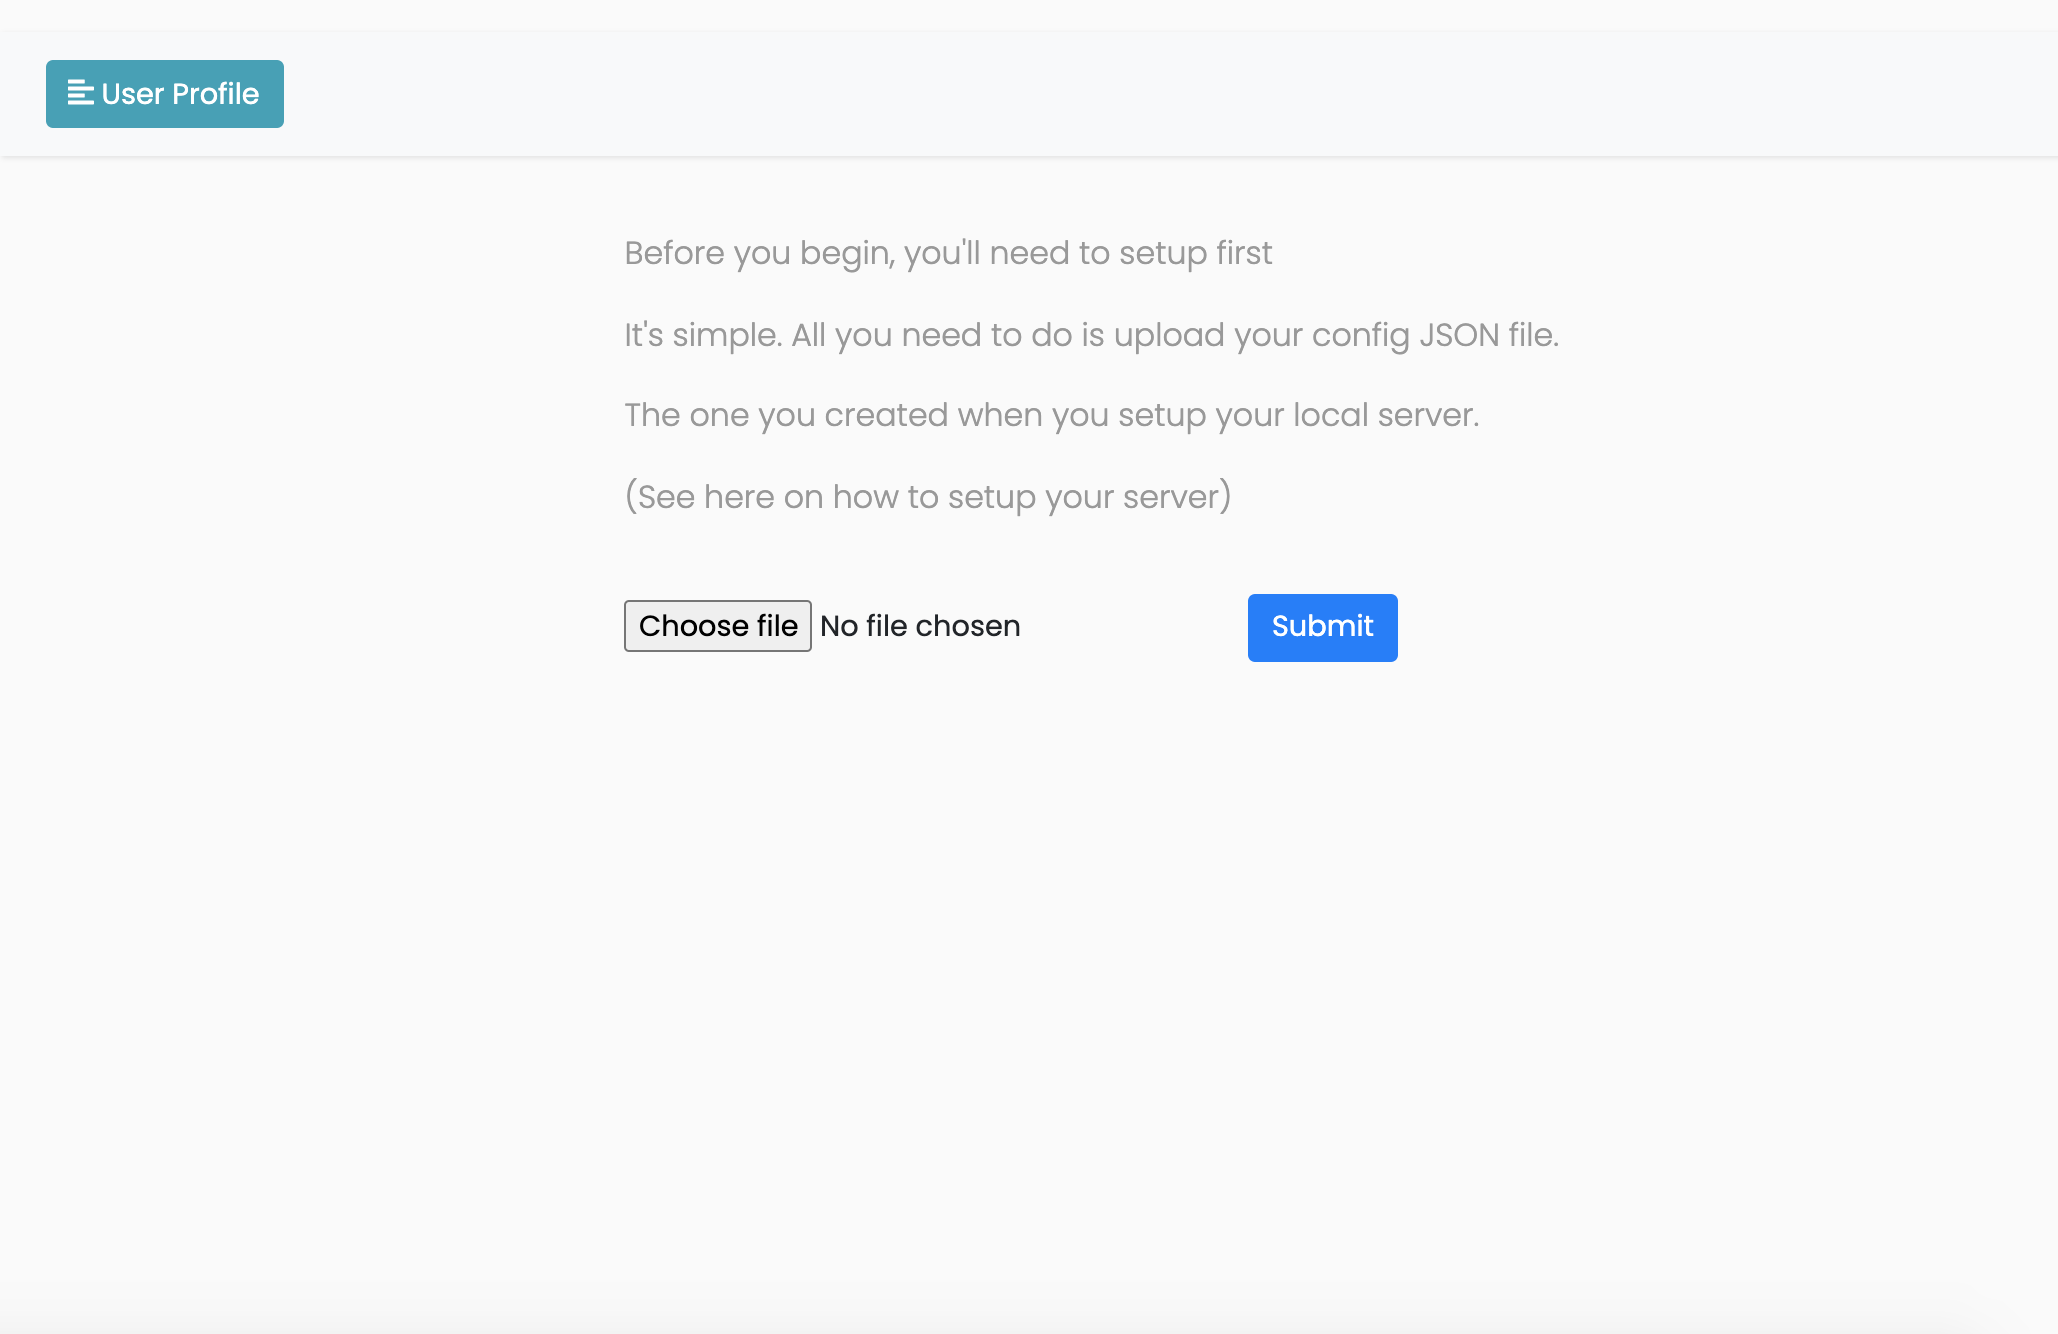 User Profile
Before you begin, you'll need to setup first
It's simple. All you need to do is upload your config JSON file.
The one you created when you setup your local server.
(See here on how to setup your server)
Choose file No file chosen
Submit